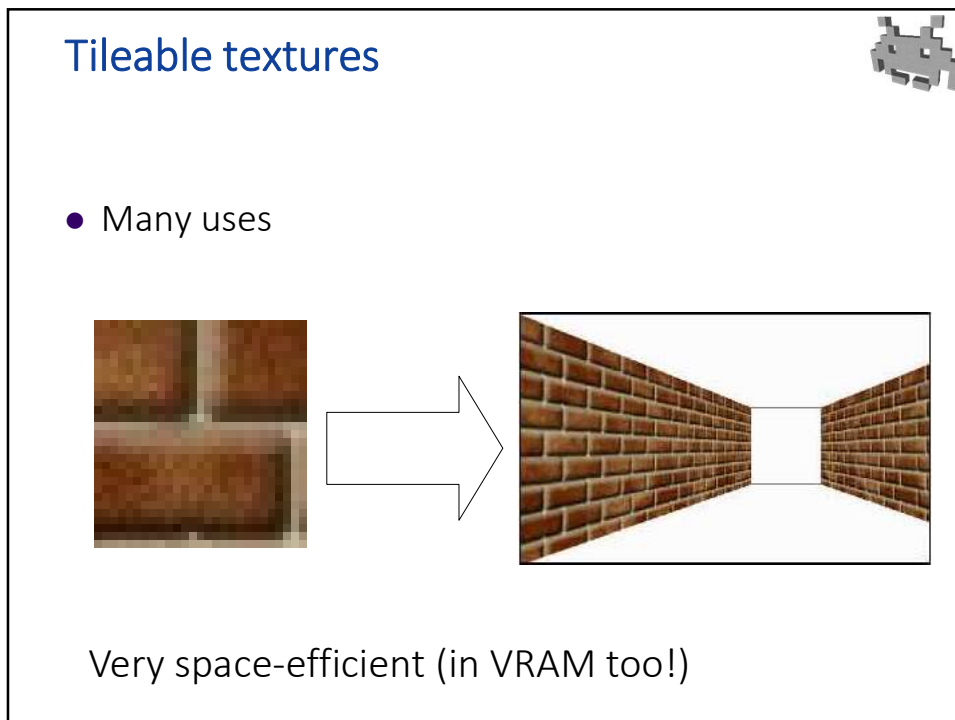 Tileable textures
Many uses
Very space-efficient (in VRAM too!)